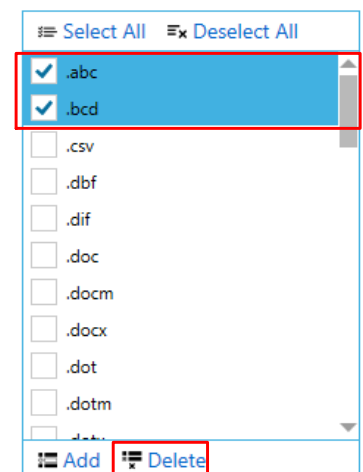 Select All Deselect All
.abc
.bcd
.csv
.dbf
.dif
.doc
.docm
.docx
.dot
.dotm
Add Delete